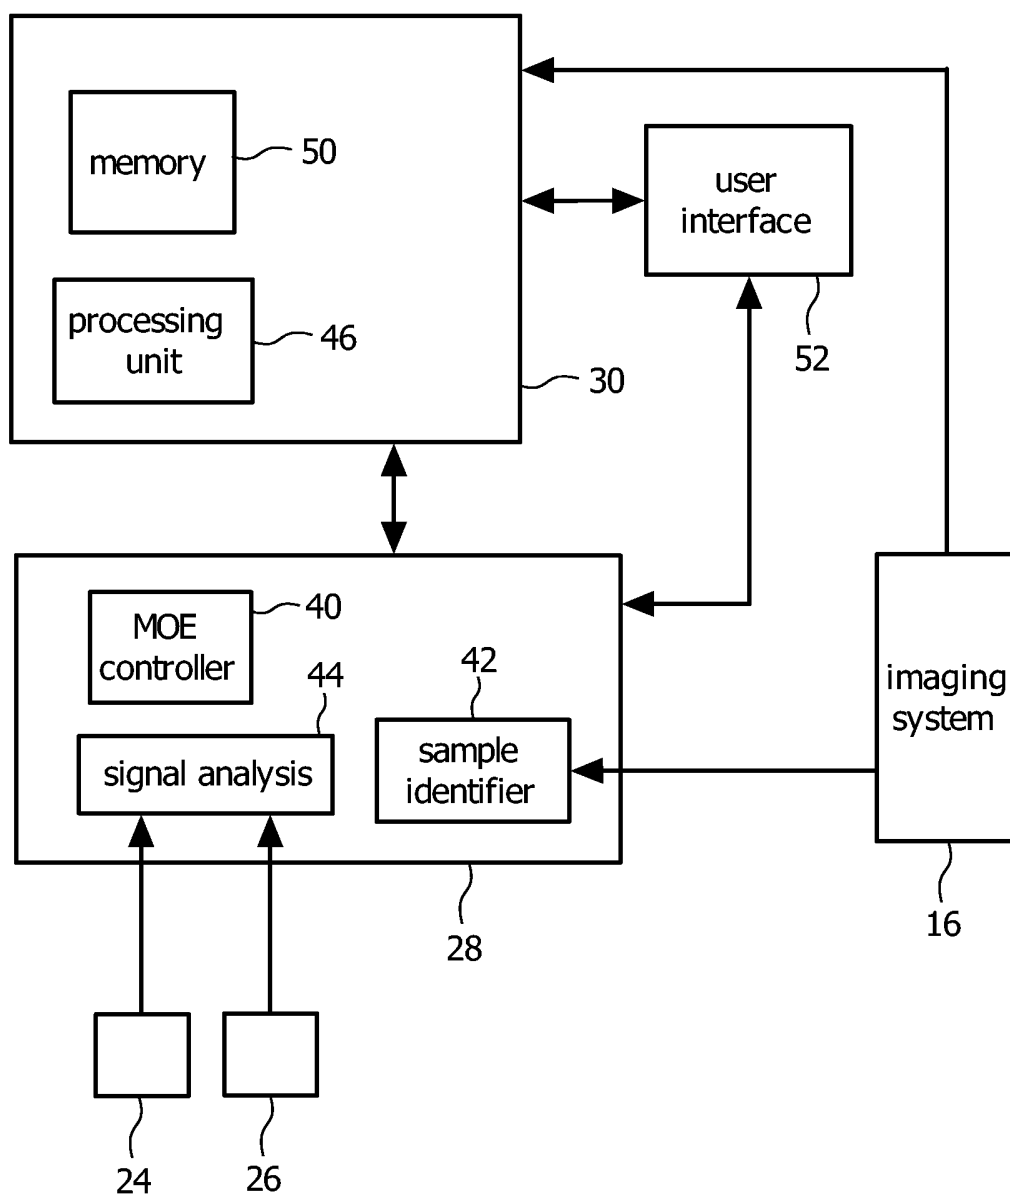 memory
50
user
interface
processing
unit
46
52
30
MOE
controller
40
44
42
imaging
system
signal analysis
sample
identifier
28
16
24
26